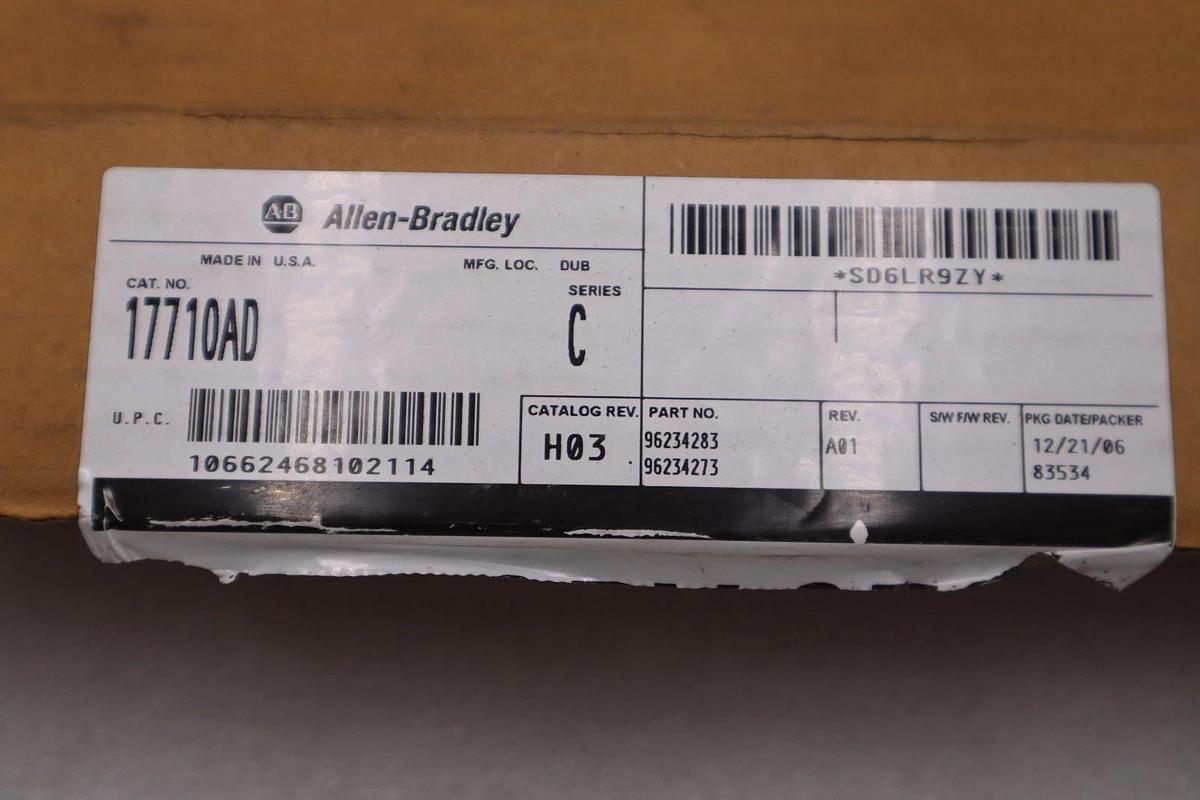 A-B Allen-Bradley
MADE IN U.S.A. MFG. LOC. DUB
CAT. NO. SERIES
17710AD C
U.P.C.
10662468102114
CATALOG REV.
H03
*SD6LR9ZY*
PART NO.
96234283
96234273
REV.
A01
S/W F/W REV.
PKG DATE/PACKER
12/21/06
83534